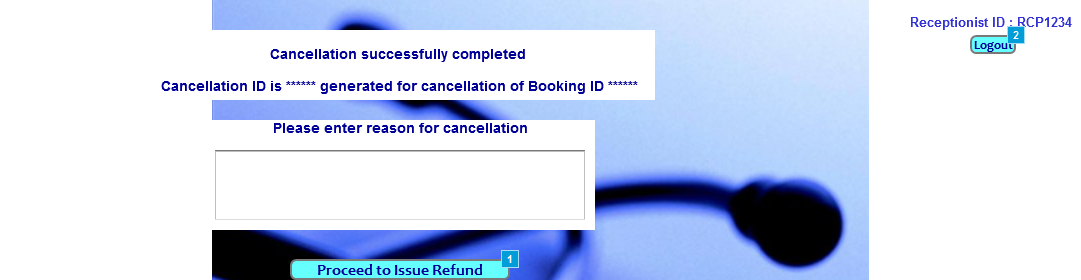 Receptionist ID : RCP1234
2
Logout
Cancellation successfully completed
Cancellation ID is ****** generated for cancellation of Booking ID ******
Please enter reason for cancellation
1
Proceed to Issue Refund